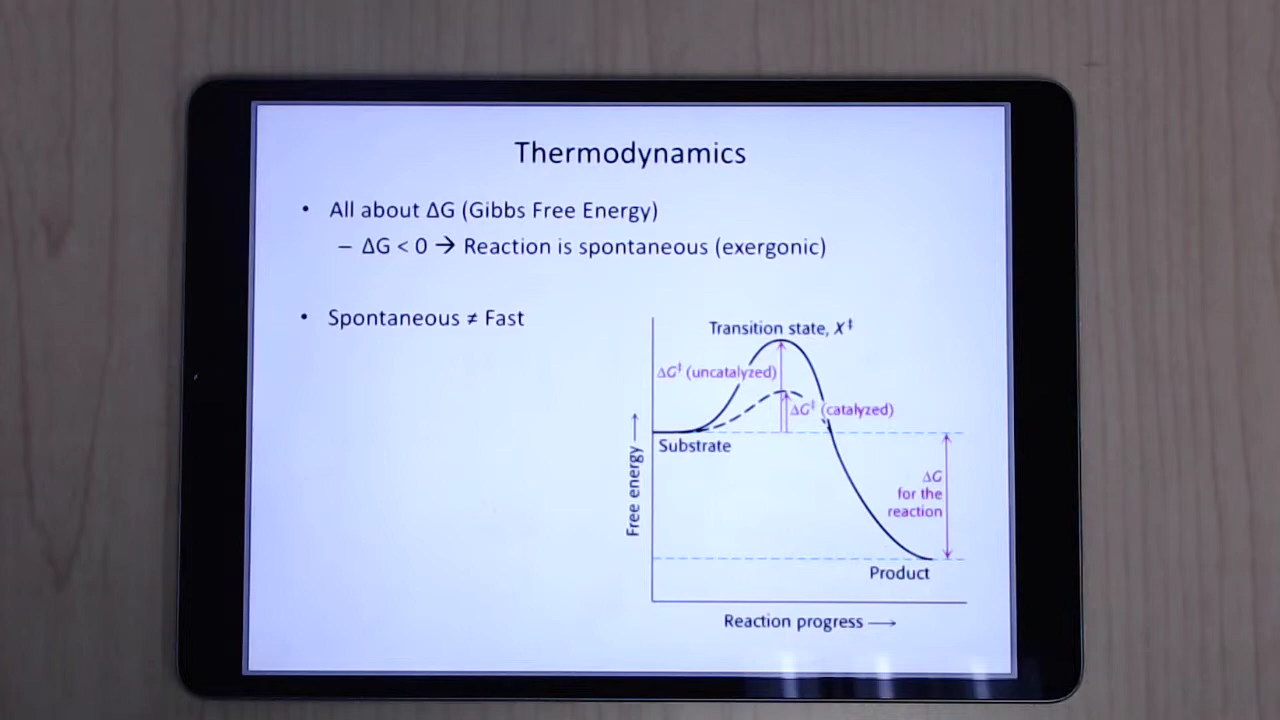 Thermodynamics
• All about ΔG (Gibbs Free Energy)
– ΔG < 0 → Reaction is spontaneous (exergonic)
• Spontaneous ≠ Fast
Transition state, X‡
ΔG‡ (uncatalyzed)
ΔG‡ (catalyzed)
Substrate
Free energy →
ΔG
for the
reaction
Product
Reaction progress →